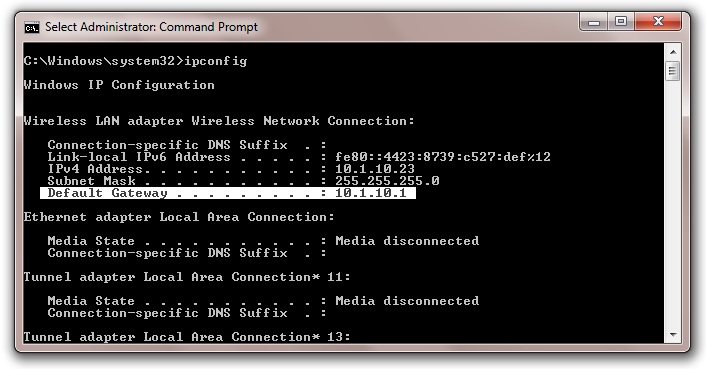 Select Administrator: Command Prompt
C:\Windows\system32>ipconfig
Windows IP Configuration
Wireless LAN adapter Wireless Network Connection:
Connection-specific DNS Suffix  . :
Link-local IPv6 Address . . . . . : fe80::4423:8739:c527:def%12
IPv4 Address. . . . . . . . . . . : 10.1.10.23
Subnet Mask . . . . . . . . . . . : 255.255.255.0
Default Gateway . . . . . . . . . : 10.1.10.1
Ethernet adapter Local Area Connection:
Media State . . . . . . . . . . . : Media disconnected
Connection-specific DNS Suffix  . :
Tunnel adapter Local Area Connection* 11:
Media State . . . . . . . . . . . : Media disconnected
Connection-specific DNS Suffix  . :
Tunnel adapter Local Area Connection* 13: